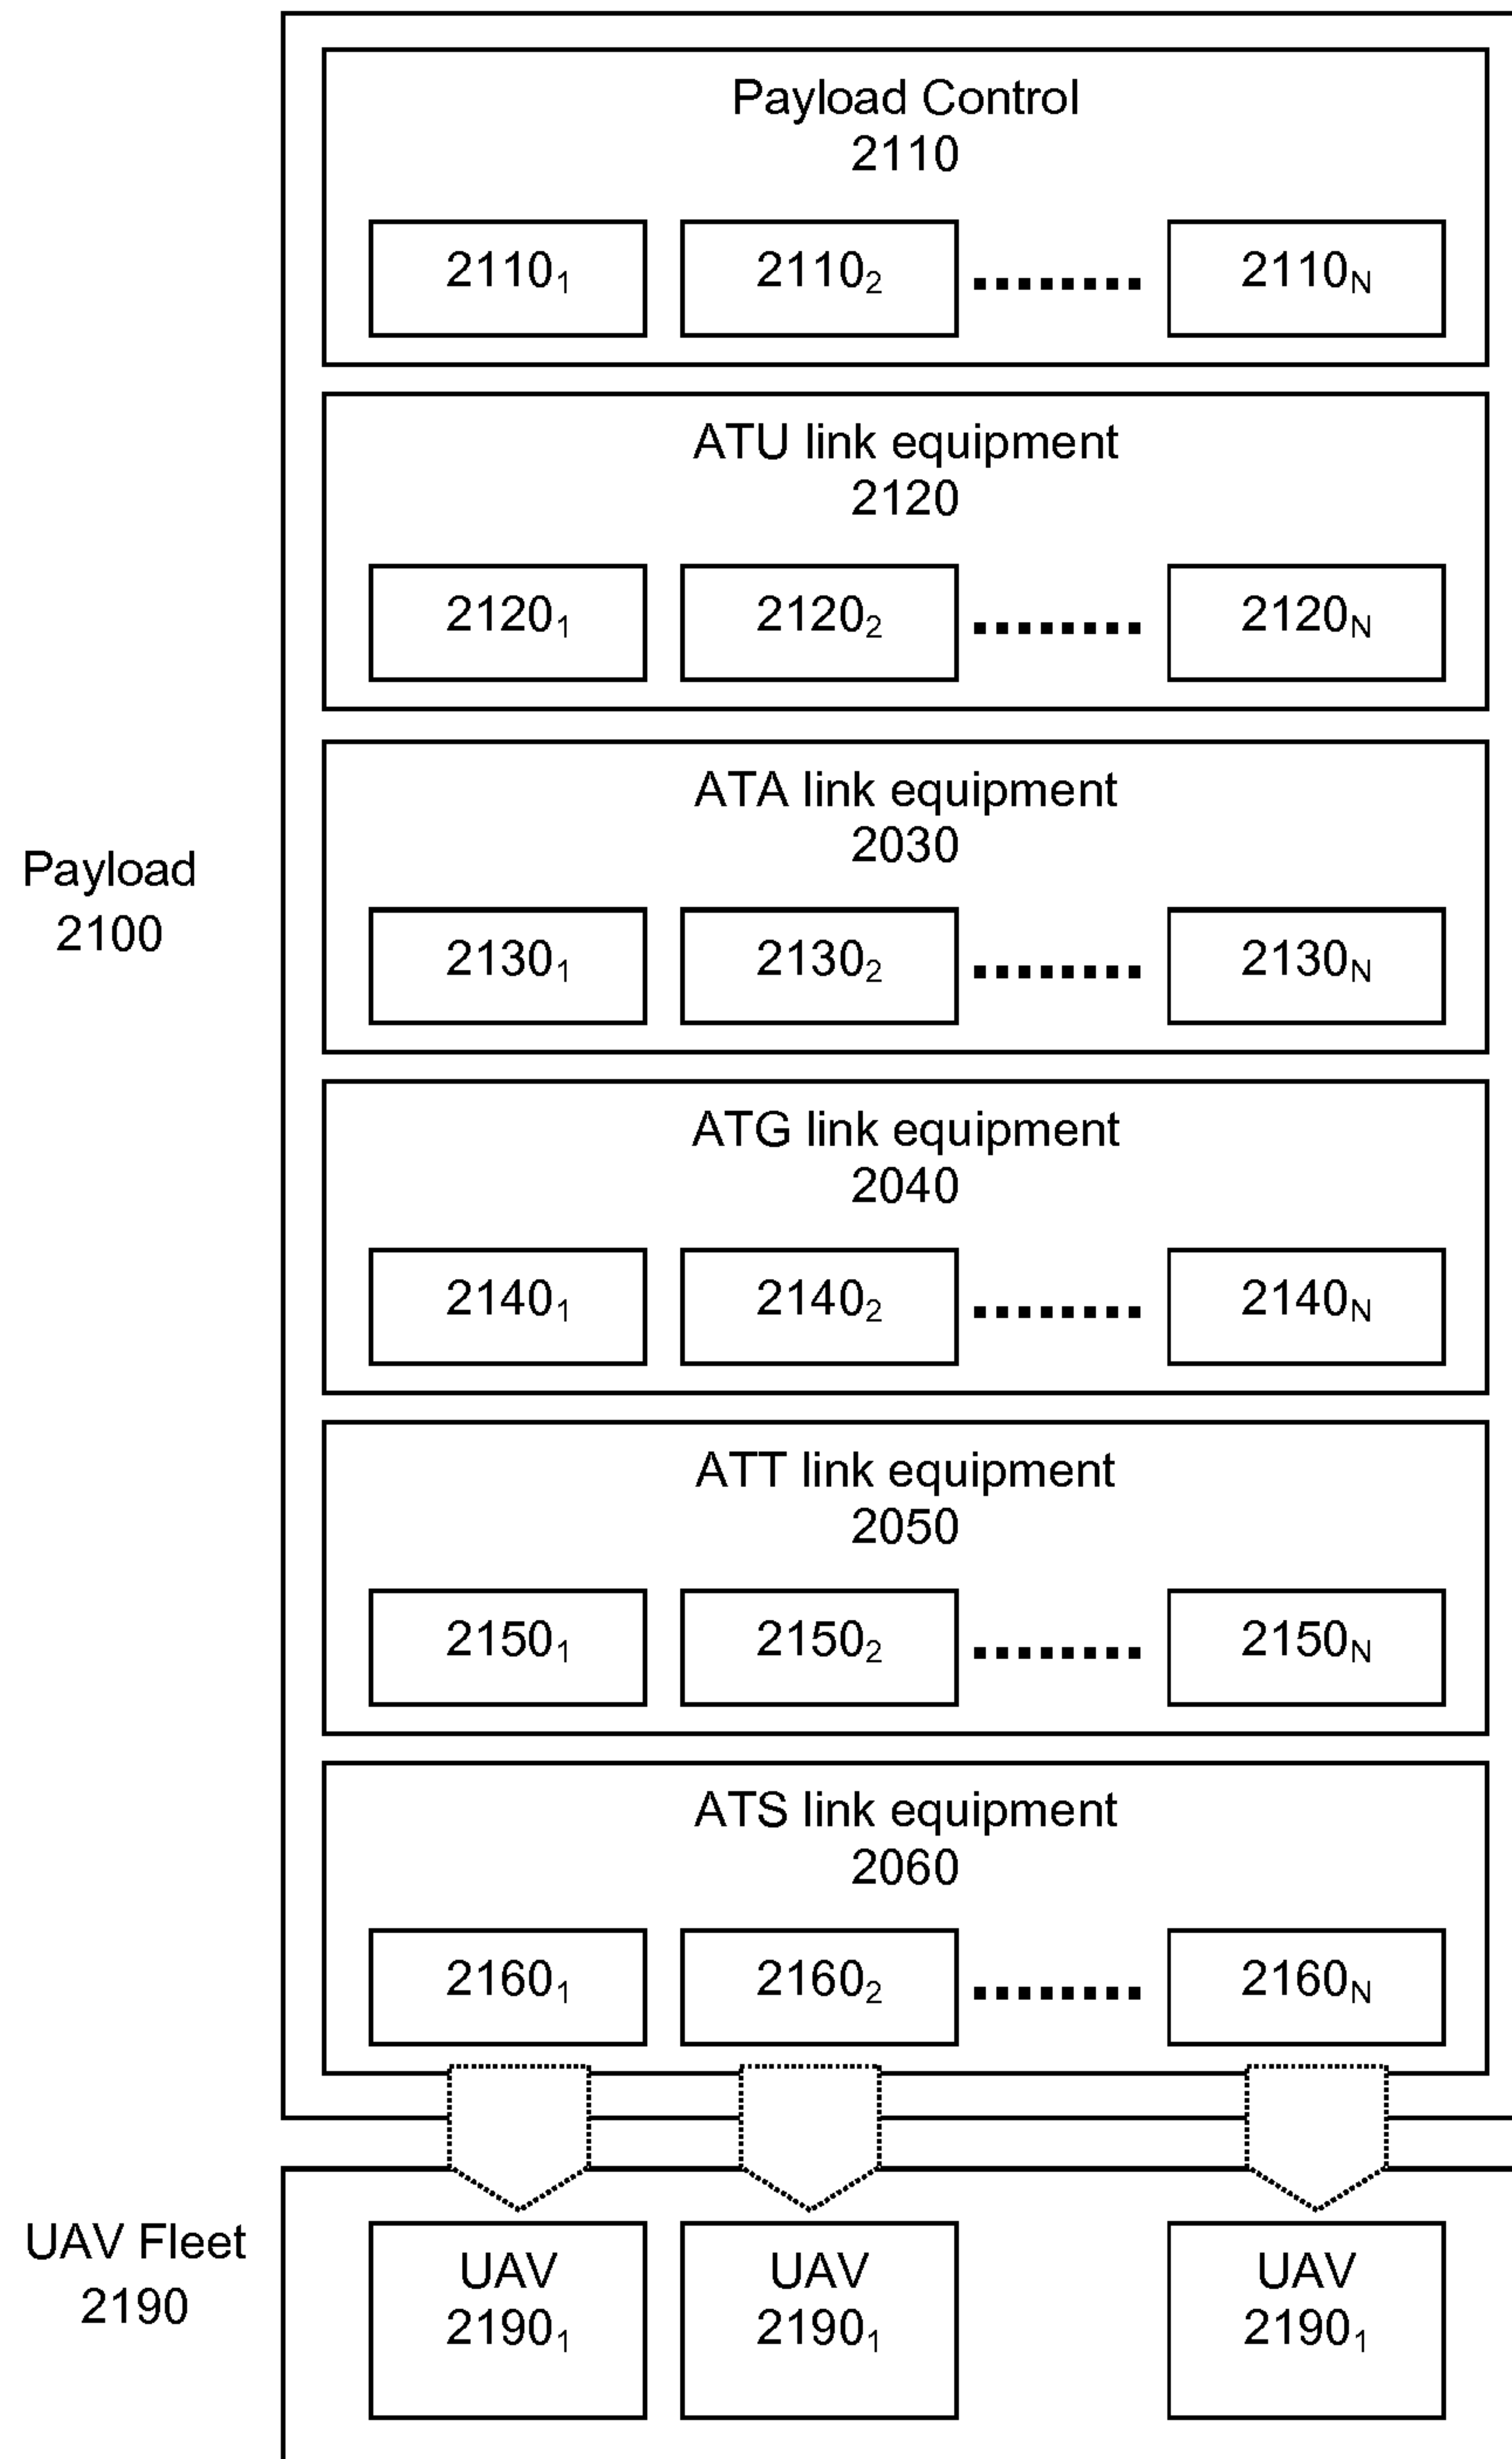 Payload Control
2110
2110₁ 2110₂ 2110N
ATU link equipment
2120
2120₁ 2120₂ 2120N
ATA link equipment
2030
2130₁ 2130₂ 2130N
Payload
2100
ATG link equipment
2040
2140₁ 2140₂ 2140N
ATT link equipment
2050
2150₁ 2150₂ 2150N
ATS link equipment
2060
2160₁ 2160₂ 2160N
UAV Fleet
2190
UAV UAV UAV
2190₁ 2190₁ 2190₁